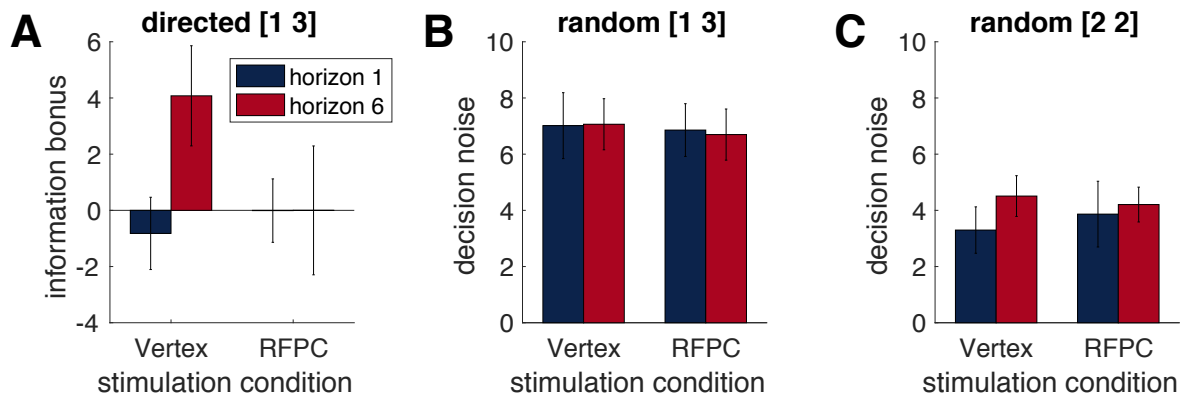 A
directed [1 3]
6
4
2
0
-2
-4
information bonus
horizon 1
horizon 6
Vertex
RFPC
stimulation condition
B
random [1 3]
10
8
6
4
2
0
decision noise
Vertex
RFPC
stimulation condition
C
random [2 2]
10
8
6
4
2
0
decision noise
Vertex
RFPC
stimulation condition